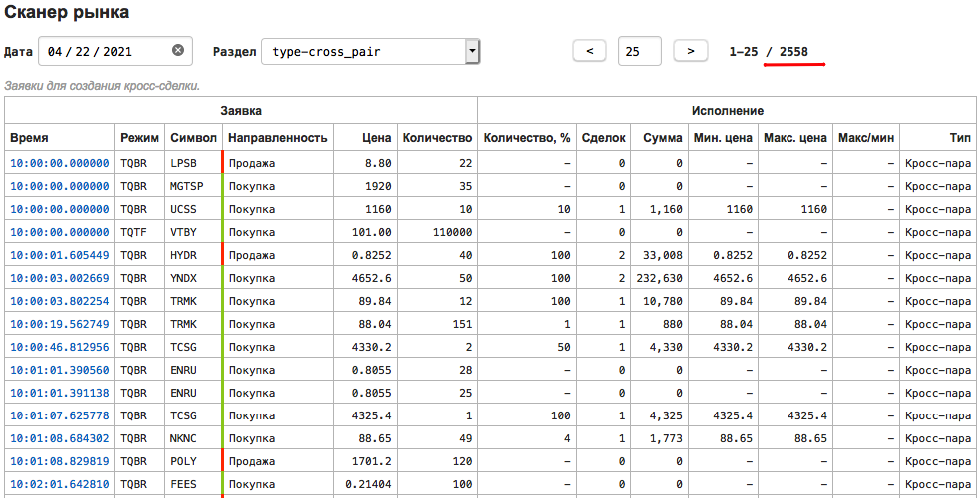 Сканер рынка
Дата 04 / 22 / 2021 Раздел type-cross_pair < 25 > 1–25 / 2558
Заявки для создания кросс-сделки.
Заявка Исполнение
Время Режим Символ Направленность Цена Количество Количество, % Сделок Сумма Мин. цена Макс. цена Макс/мин Тип
10:00:00.000000 TQBR LPSB Продажа 8.80 22 – 0 0 – – – Кросс-пара
10:00:00.000000 TQBR MGTSP Покупка 1920 35 – 0 0 – – – Кросс-пара
10:00:00.000000 TQBR UCSS Покупка 1160 10 10 1 1,160 1160 1160 – Кросс-пара
10:00:00.000000 TQTF VTBY Покупка 101.00 110000 – 0 0 – – – Кросс-пара
10:00:01.605449 TQBR HYDR Продажа 0.8252 40 100 2 33,008 0.8252 0.8252 – Кросс-пара
10:00:03.002669 TQBR YNDX Покупка 4652.6 50 100 2 232,630 4652.6 4652.6 – Кросс-пара
10:00:03.802254 TQBR TRMK Покупка 89.84 12 100 1 10,780 89.84 89.84 – Кросс-пара
10:00:19.562749 TQBR TRMK Покупка 88.04 151 1 1 880 88.04 88.04 – Кросс-пара
10:00:46.812956 TQBR TCSG Покупка 4330.2 2 50 1 4,330 4330.2 4330.2 – Кросс-пара
10:01:01.390509 TQBR ENRU Покупка 0.8055 28 – 0 0 – – – Кросс-пара
10:01:01.391138 TQBR ENRU Покупка 0.8055 25 – 0 0 – – – Кросс-пара
10:01:07.625778 TQBR TCSG Покупка 4325.4 1 100 1 4,325 4325.4 4325.4 – Кросс-пара
10:01:08.684302 TQBR NKNC Покупка 88.65 49 4 1 1,773 88.65 88.65 – Кросс-пара
10:01:08.829819 TQBR POLY Продажа 1701.2 120 – 0 0 – – – Кросс-пара
10:02:01.642810 TQBR FEES Покупка 0.21404 100 – 0 0 – – – Кросс-пара